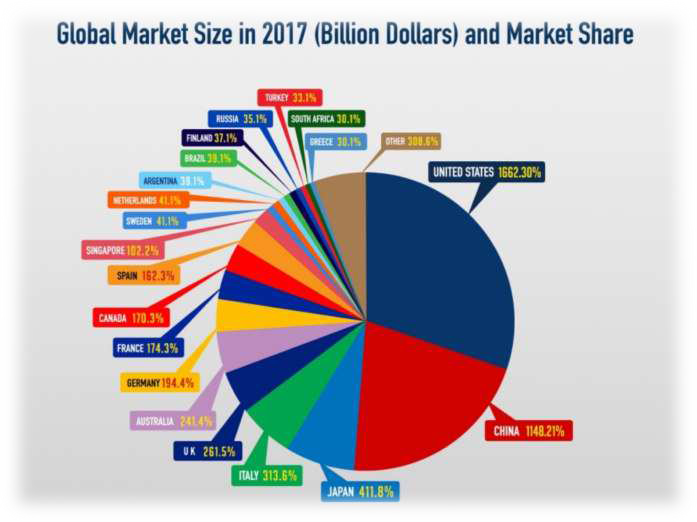 Global Market Size in 2017 (Billion Dollars) and Market Share
TURKEY 33.1%
RUSSIA 35.1%
SOUTH AFRICA 30.1%
FINLAND 37.1%
GREECE 30.1%
OTHER 308.6%
BRAZIL 39.1%
UNITED STATES 1662.30%
ARGENTINA 39.1%
NETHERLANDS 41.1%
SWEDEN 41.1%
SINGAPORE 102.2%
SPAIN 162.3%
CANADA 170.3%
FRANCE 174.3%
GERMANY 194.4%
AUSTRALIA 241.4%
CHINA 1148.21%
U K 261.5%
ITALY 313.6%
JAPAN 411.8%